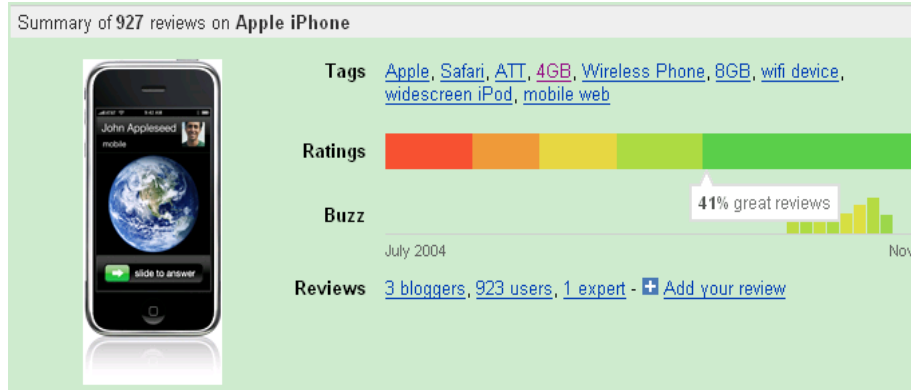 Summary of 927 reviews on Apple iPhone
John Appleseed
mobile
slide to answer
Tags Apple, Safari, ATT, 4GB, Wireless Phone, 8GB, wifi device,
widescreen iPod, mobile web
Ratings
41% great reviews
Buzz
July 2004 Nov
Reviews 3 bloggers, 923 users, 1 expert - + Add your review